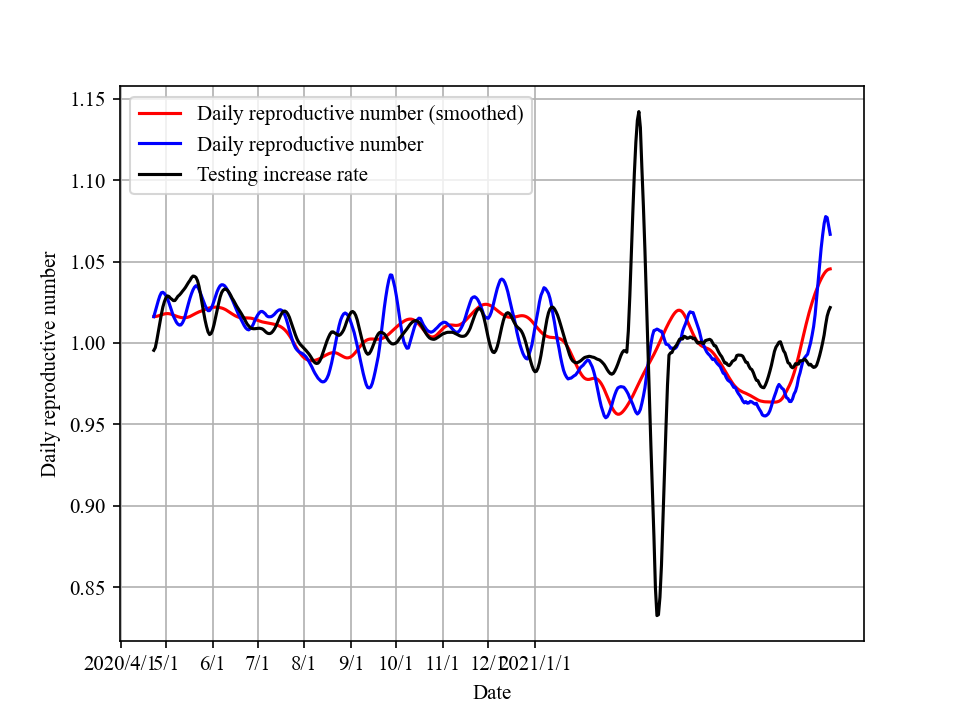 1.15
1.10
1.05
1.00
0.95
0.90
0.85
Daily reproductive number
Daily reproductive number (smoothed)
Daily reproductive number
Testing increase rate
2020/4/1 5/1 6/1 7/1 8/1 9/1 10/1 11/1 12/1 2021/1/1
Date